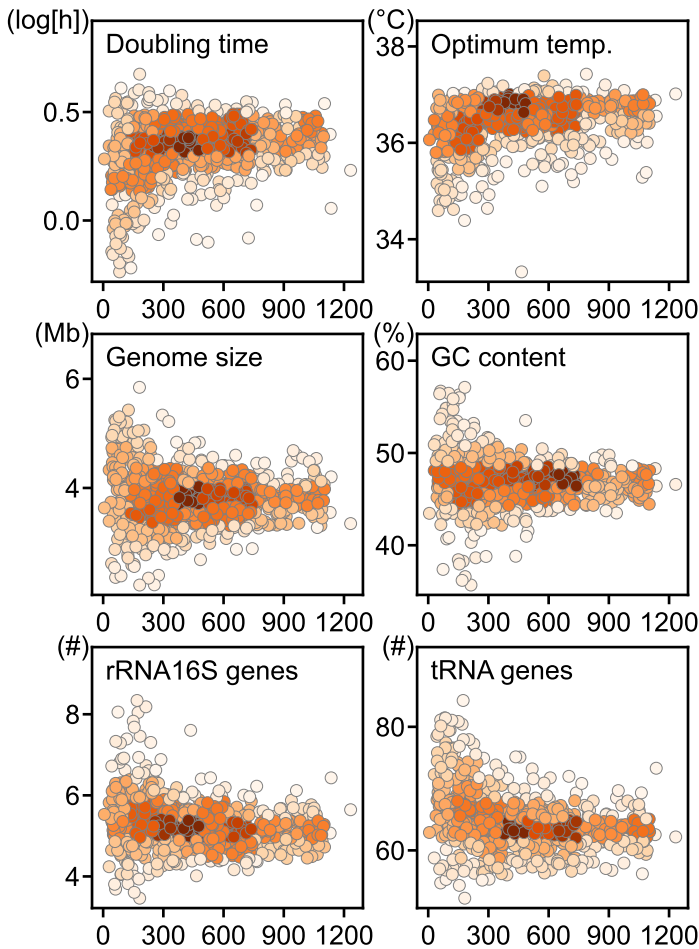 (log[h])
Doubling time
0.5
0.0
0 300 600 900 1200
(°C)
Optimum temp.
38
36
34
0 300 600 900 1200
(Mb)
Genome size
6
4
0 300 600 900 1200
(%)
GC content
60
50
40
0 300 600 900 1200
(#)
rRNA16S genes
8
6
4
0 300 600 900 1200
(#)
tRNA genes
80
60
0 300 600 900 1200